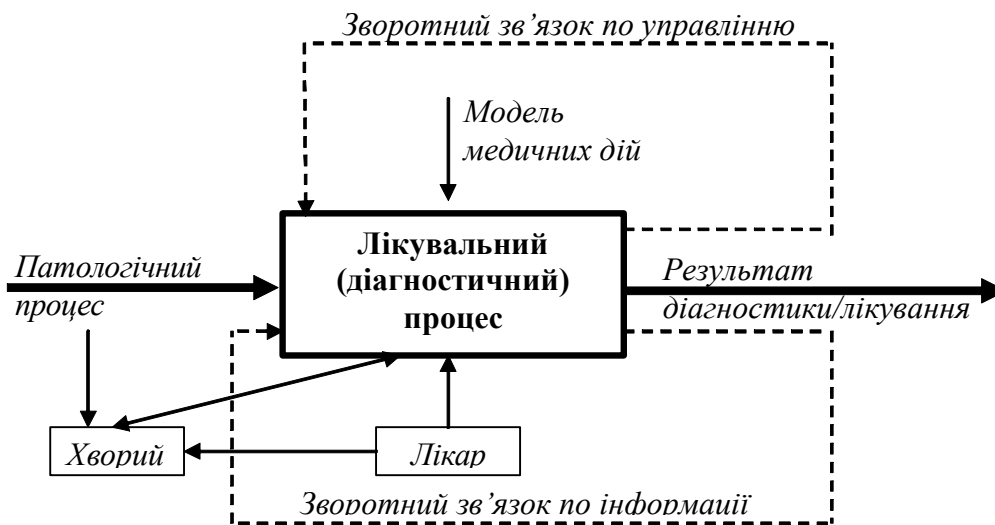 Зворотний зв’язок по управлінню
Модель
медичних дій
Лікувальний
(діагностичний)
процес
Патологічний
процес
Результат
діагностики/лікування
Хворий
Лікар
Зворотний зв’язок по інформації